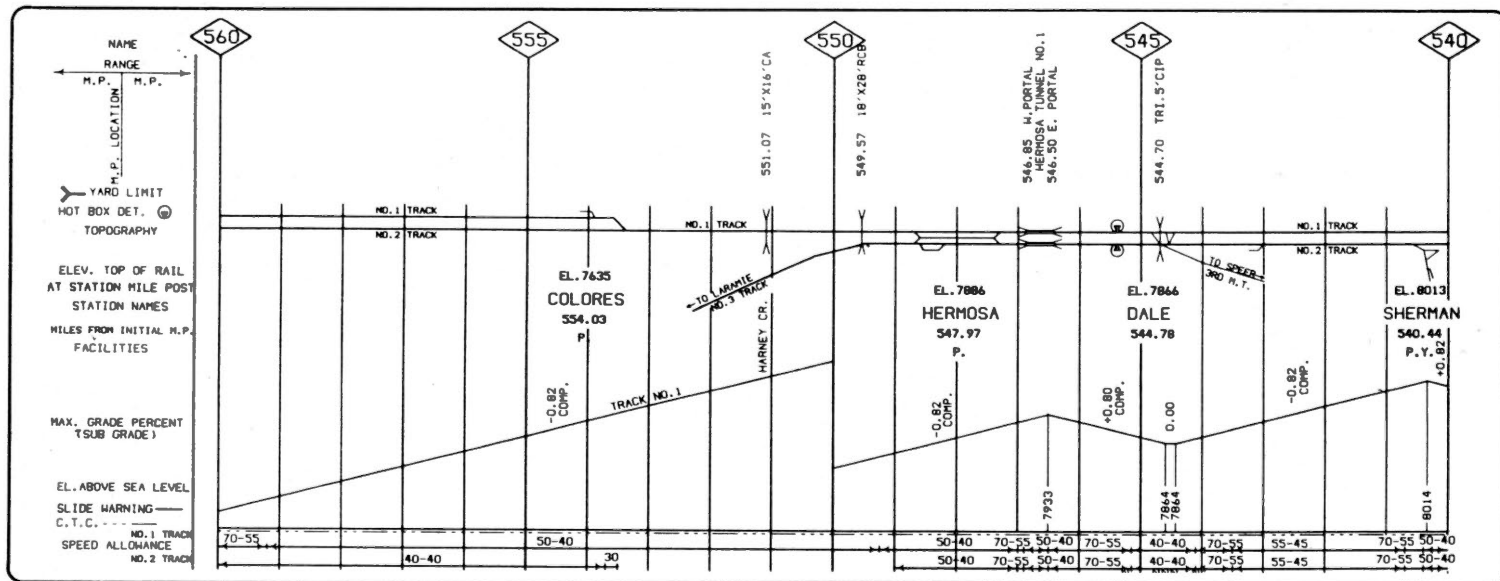 560
555
550
545
540
NAME
RANGE
M.P. M.P.
M.P. LOCATION
YARD LIMIT
HOT BOX DET.
TOPOGRAPHY
ELEV. TOP OF RAIL
AT STATION MILE POST
STATION NAMES
MILES FROM INITIAL M.P.
FACILITIES
MAX. GRADE PERCENT
(SUB GRADE)
EL. ABOVE SEA LEVEL
SLIDE WARNING
C.T.C.
NO.1 TRACK
SPEED ALLOWANCE
NO.2 TRACK
551.07 15'X16'CA
549.57 18'X28'RCB
546.85 W.PORTAL
HERMOSA TUNNEL NO.1
546.50 E. PORTAL
544.70 TRI.5'CIP
NO.1 TRACK
NO.2 TRACK
NO.1 TRACK
NO.1 TRACK
NO.2 TRACK
TO LARAMIE
NO.3 TRACK
TO SPEER
3RD M.T.
HARNEY CR.
EL.7635
COLORES
554.03
P.
EL.7886
HERMOSA
547.97
P.
EL.7866
DALE
544.78
EL.8013
SHERMAN
540.44
P.Y.
-0.82
COMP.
TRACK NO.1
-0.82
COMP.
+0.80
COMP.
0.00
-0.82
COMP.
+0.82
7933
7864
7864
8014
70-55 50-40 50-40 70-55 50-40 70-55 40-40 70-55 55-45 70-55 50-40
40-40 30 50-40 70-55 50-40 70-55 40-40 70-55 55-45 70-55 50-40